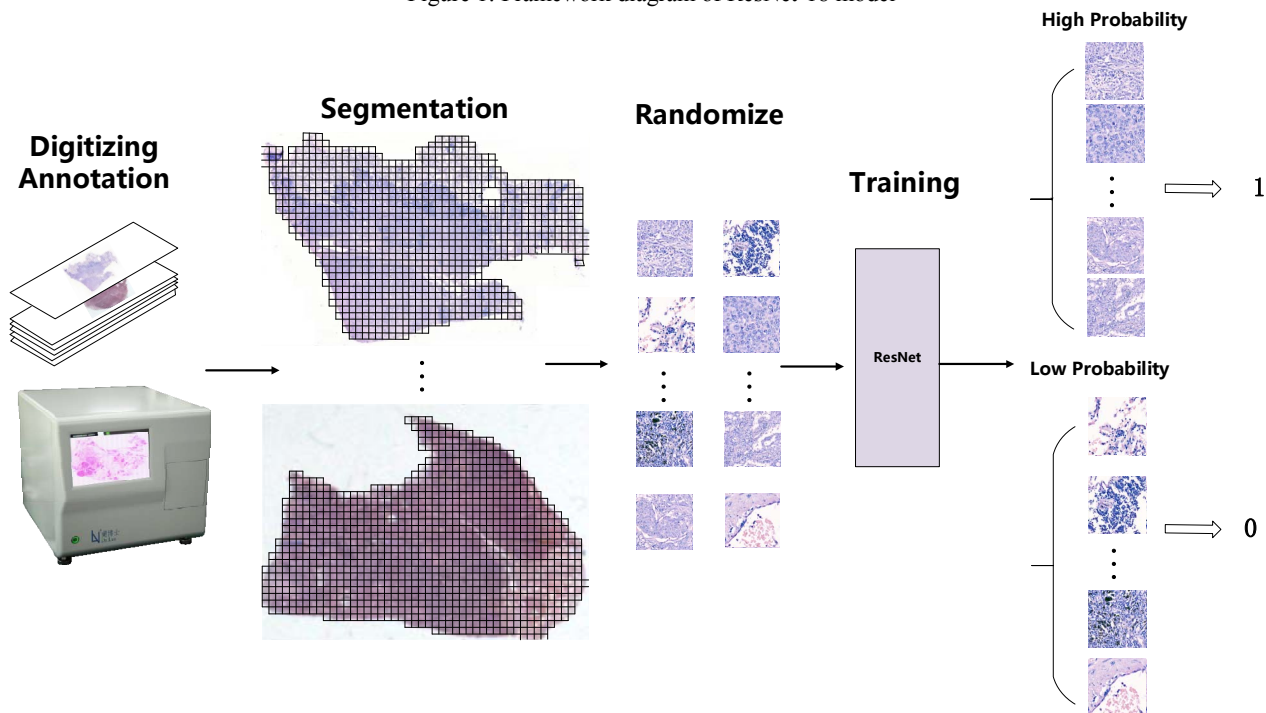 High Probability
Segmentation
Randomize
Digitizing
Annotation
Training
1
ResNet
Low Probability
0